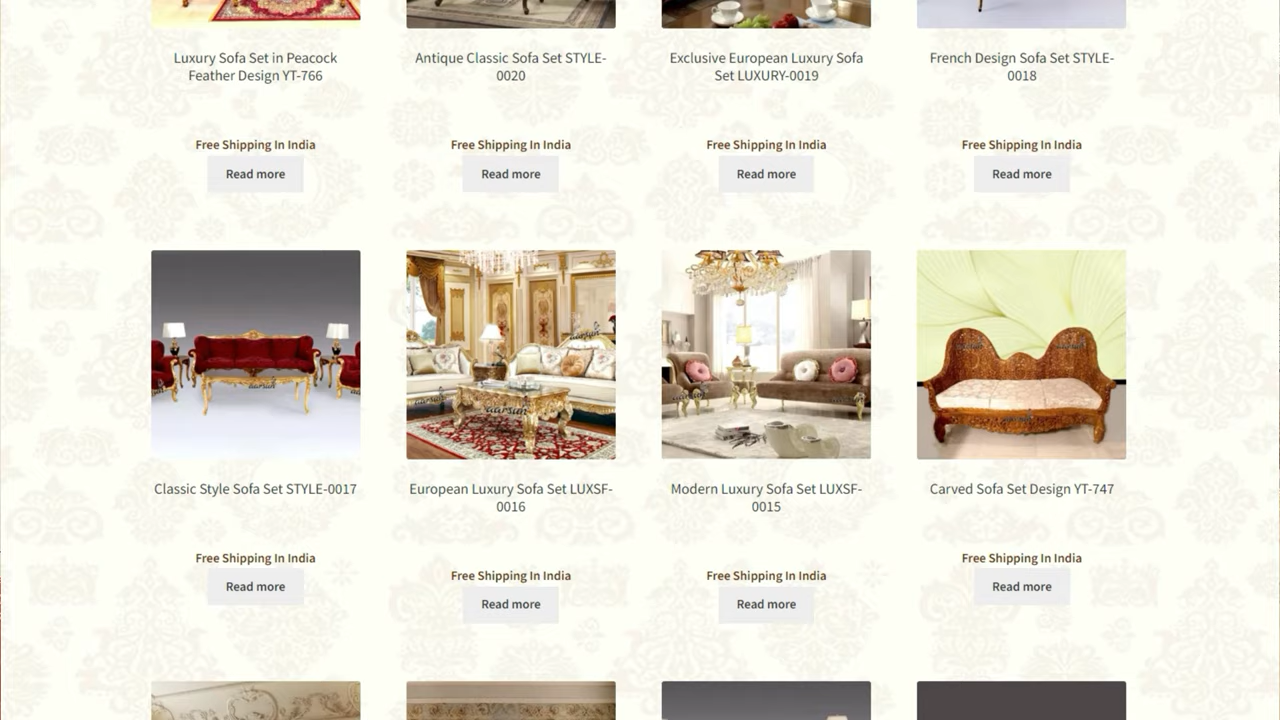 Luxury Sofa Set in Peacock
Feather Design YT-766
Antique Classic Sofa Set STYLE-
0020
Exclusive European Luxury Sofa
Set LUXURY-0019
French Design Sofa Set STYLE-
0018
Free Shipping In India
Free Shipping In India
Free Shipping In India
Free Shipping In India
Read more
Read more
Read more
Read more
aarsun
aarsun
aarsun
Classic Style Sofa Set STYLE-0017
European Luxury Sofa Set LUXSF-
0016
Modern Luxury Sofa Set LUXSF-
0015
Carved Sofa Set Design YT-747
Free Shipping In India
Free Shipping In India
Free Shipping In India
Free Shipping In India
Read more
Read more
Read more
Read more